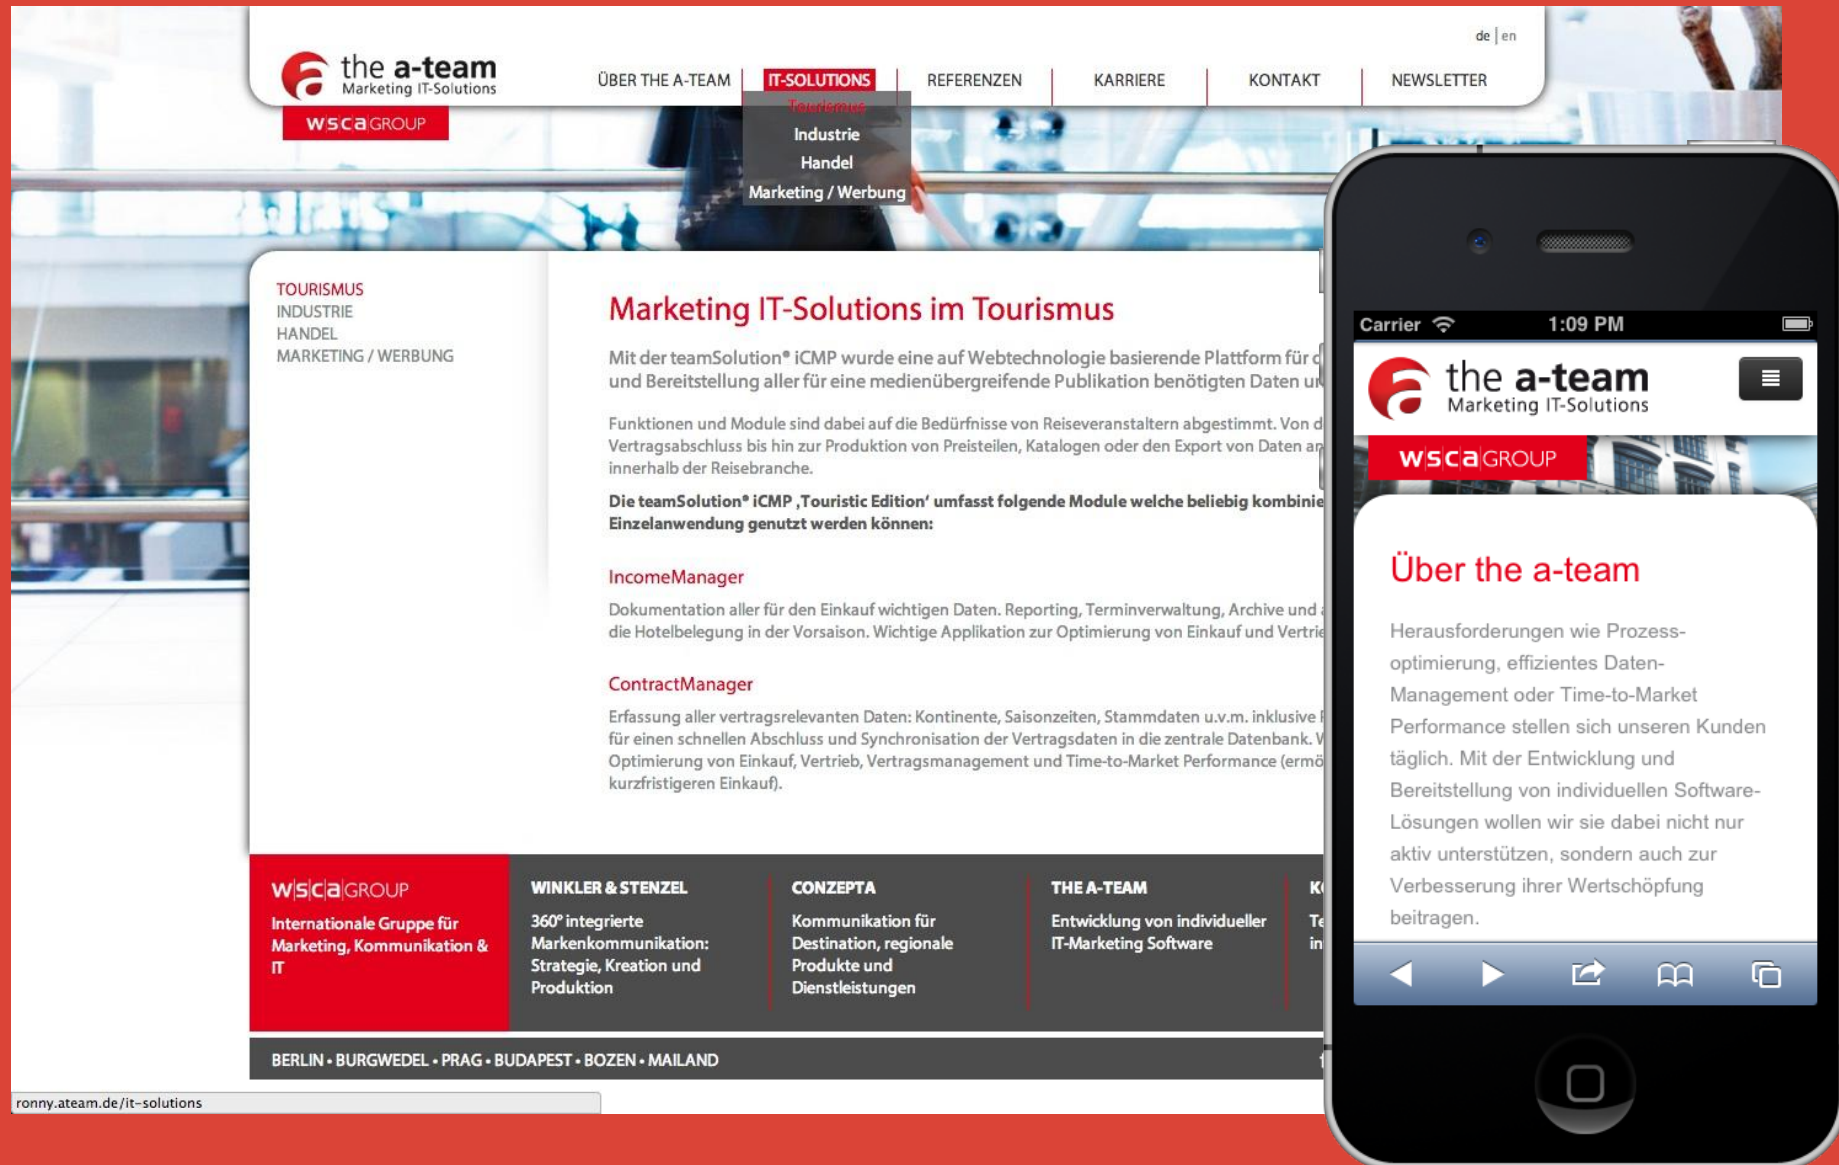 de | en
the a-team
Marketing IT-Solutions
ÜBER THE A-TEAM
IT-SOLUTIONS
REFERENZEN
KARRIERE
KONTAKT
NEWSLETTER
w|s|c|a|GROUP
Tourismus
Industrie
Handel
Marketing / Werbung
TOURISMUS
INDUSTRIE
HANDEL
MARKETING / WERBUNG
Marketing IT-Solutions im Tourismus
Mit der teamSolution® iCMP wurde eine auf Webtechnologie basierende Plattform für
und Bereitstellung aller für eine medienübergreifende Publikation benötigten Daten
Funktionen und Module sind dabei auf die Bedürfnisse von Reiseveranstaltern abgestimmt. Von
Vertragsabschluss bis hin zur Produktion von Preisteilen, Katalogen oder den Export von Daten
innerhalb der Reisebranche.
Die teamSolution® iCMP ‚Touristic Edition‘ umfasst folgende Module welche beliebig
Einzelanwendung genutzt werden können:
IncomeManager
Dokumentation aller für den Einkauf wichtigen Daten. Reporting, Terminverwaltung, Archive und
die Hotelbelegung in der Vorsaison. Wichtige Applikation zur Optimierung von Einkauf und
ContractManager
Erfassung aller vertragsrelevanten Daten: Kontinente, Saisonzeiten, Stammdaten u.v.m. inklusive
für einen schnellen Abschluss und Synchronisation der Vertragsdaten in die zentrale Datenbank.
Optimierung von Einkauf, Vertrieb, Vertragsmanagement und Time-to-Market Performance
kurzfristigeren Einkauf).
w|s|c|a|GROUP
Internationale Gruppe für
Marketing, Kommunikation &
IT
WINKLER & STENZEL
360° integrierte
Markenkommunikation:
Strategie, Kreation und
Produktion
CONZEPTA
Kommunikation für
Destination, regionale
Produkte und
Dienstleistungen
THE A-TEAM
Entwicklung von individueller
IT-Marketing Software
BERLIN • BURGWEDEL • PRAG • BUDAPEST • BOZEN • MAILAND
ronny.ateam.de/it-solutions
Carrier 1:09 PM
the a-team
Marketing IT-Solutions
w|s|c|a|GROUP
Über the a-team
Herausforderungen wie Prozess-
optimierung, effizientes Daten-
Management oder Time-to-Market
Performance stellen sich unseren Kunden
täglich. Mit der Entwicklung und
Bereitstellung von individuellen Software-
Lösungen wollen wir sie dabei nicht nur
aktiv unterstützen, sondern auch zur
Verbesserung ihrer Wertschöpfung
beitragen.